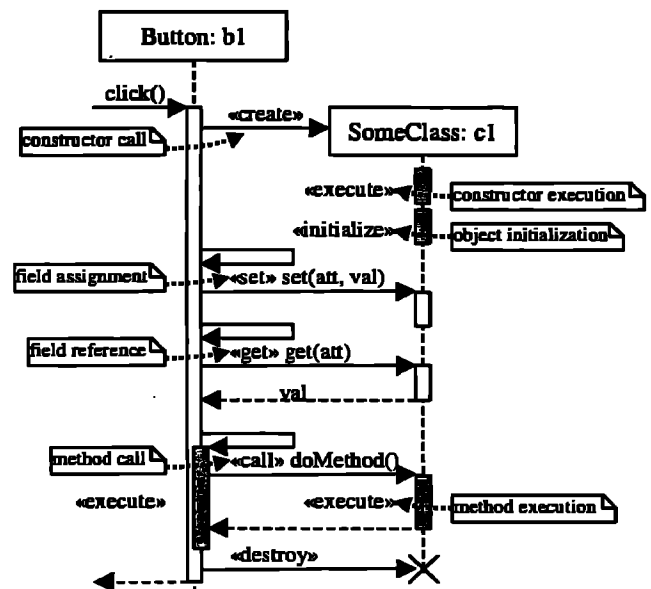 Button: b1
click()
«create»
SomeClass: c1
constructor call
«execute»
constructor execution
«initialize»
object initialization
field assignment
«set» set(att, val)
field reference
«get» get(att)
val
method call
«call» doMethod()
«execute»
«execute»
method execution
«destroy»